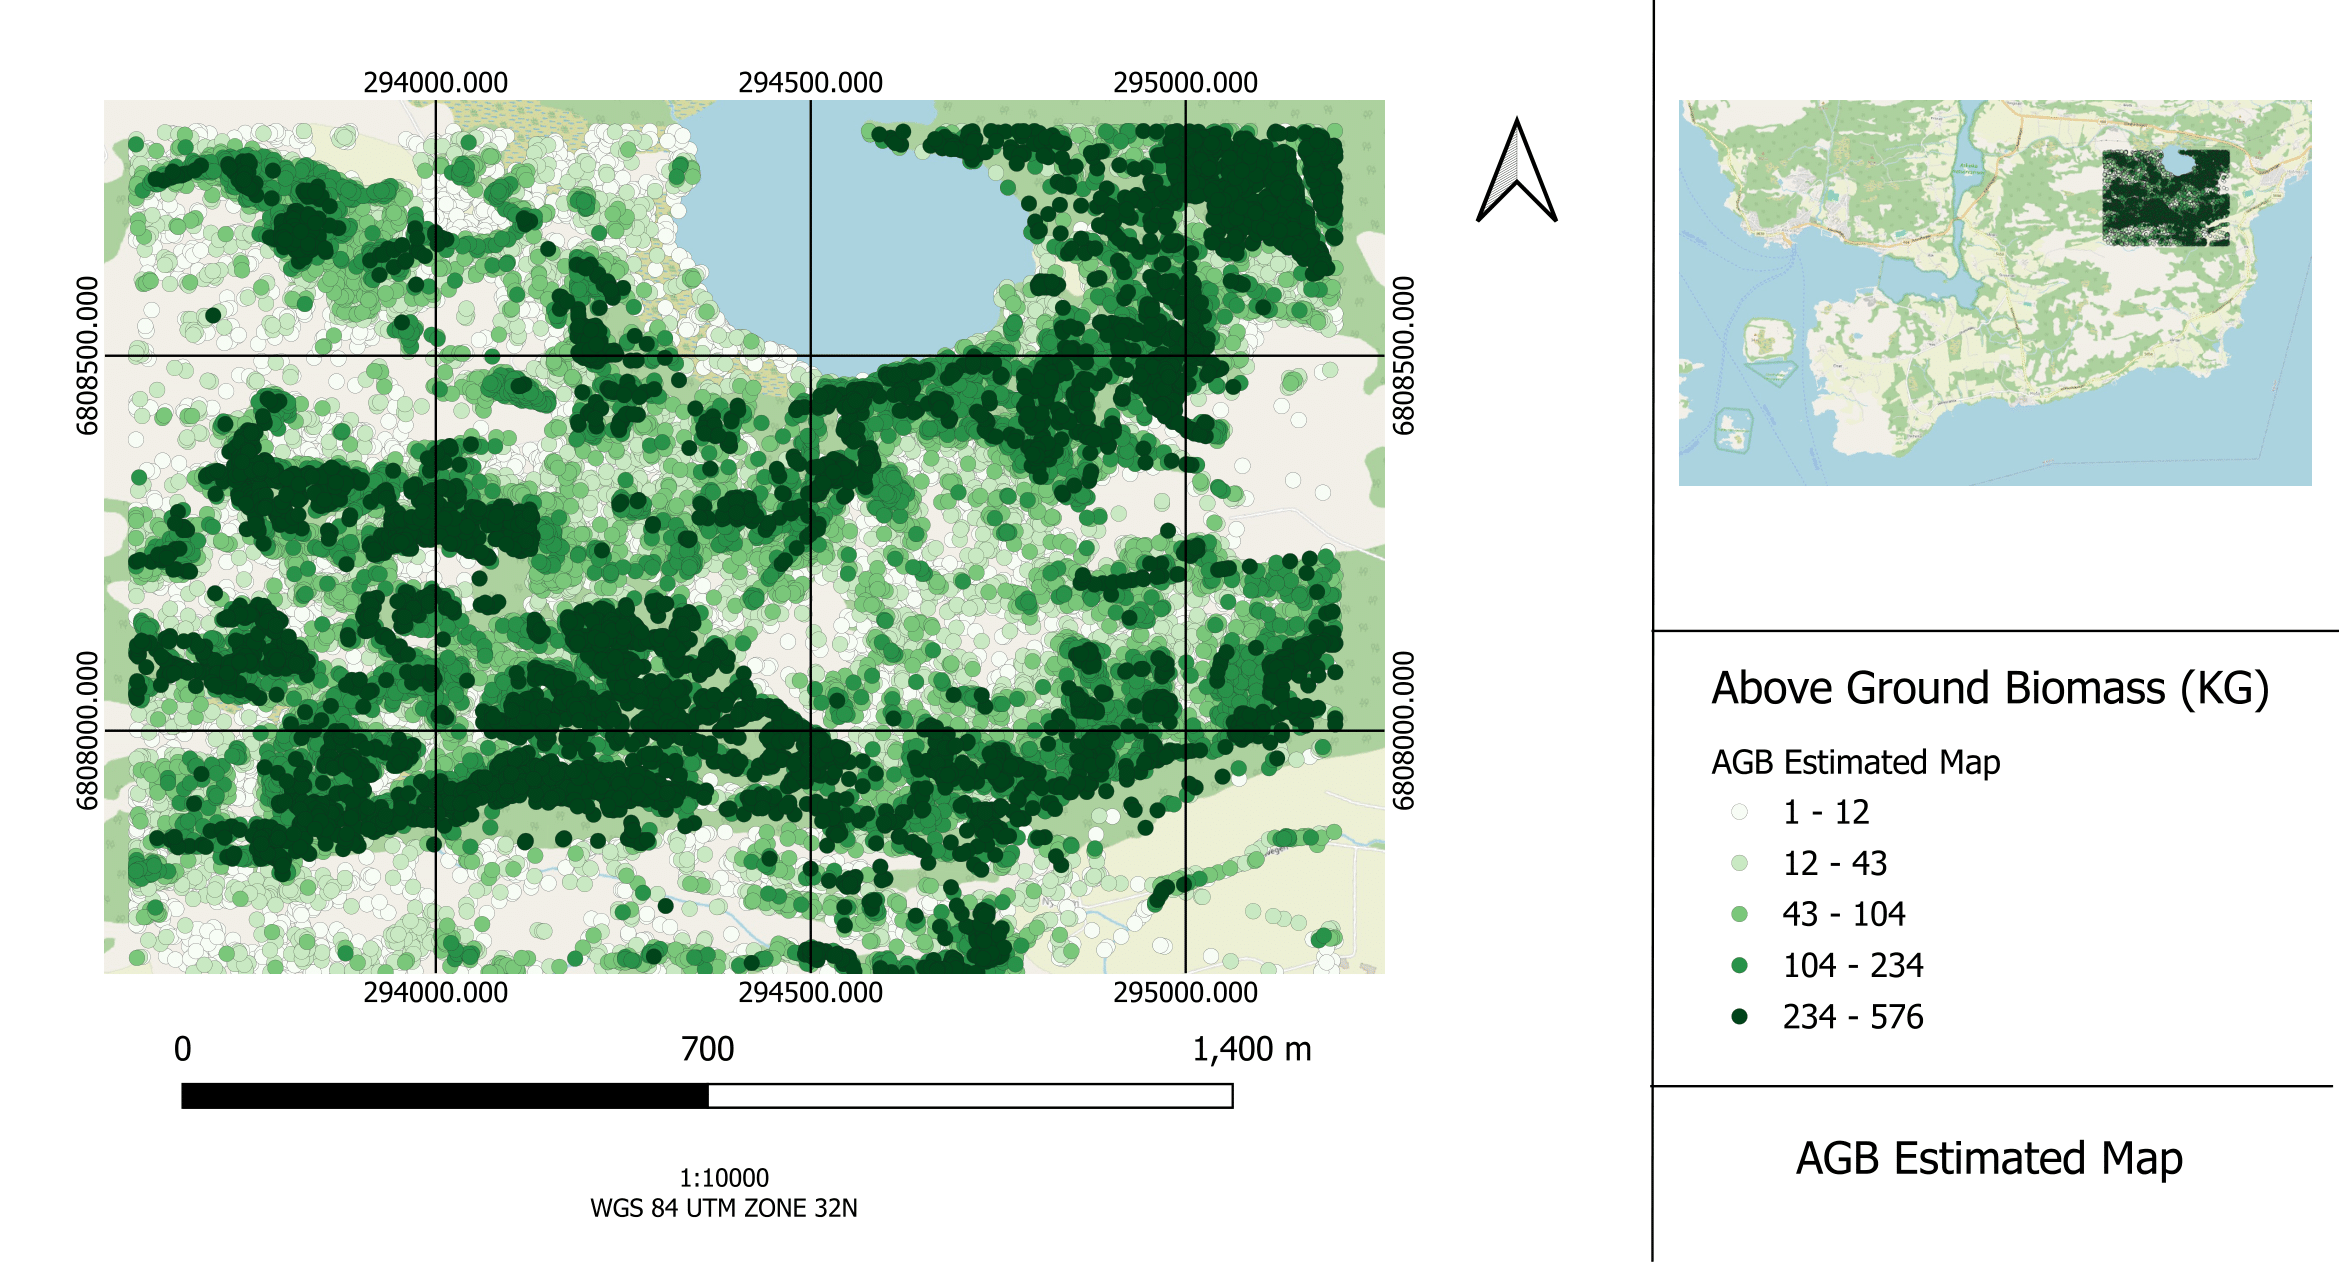 294000.000 294500.000 295000.000
6808500.000
6808500.000
6808000.000
6808000.000
294000.000 294500.000 295000.000
0 700 1,400 m
1:10000
WGS 84 UTM ZONE 32N
Above Ground Biomass (KG)
AGB Estimated Map
1 - 12
12 - 43
43 - 104
104 - 234
234 - 576
AGB Estimated Map